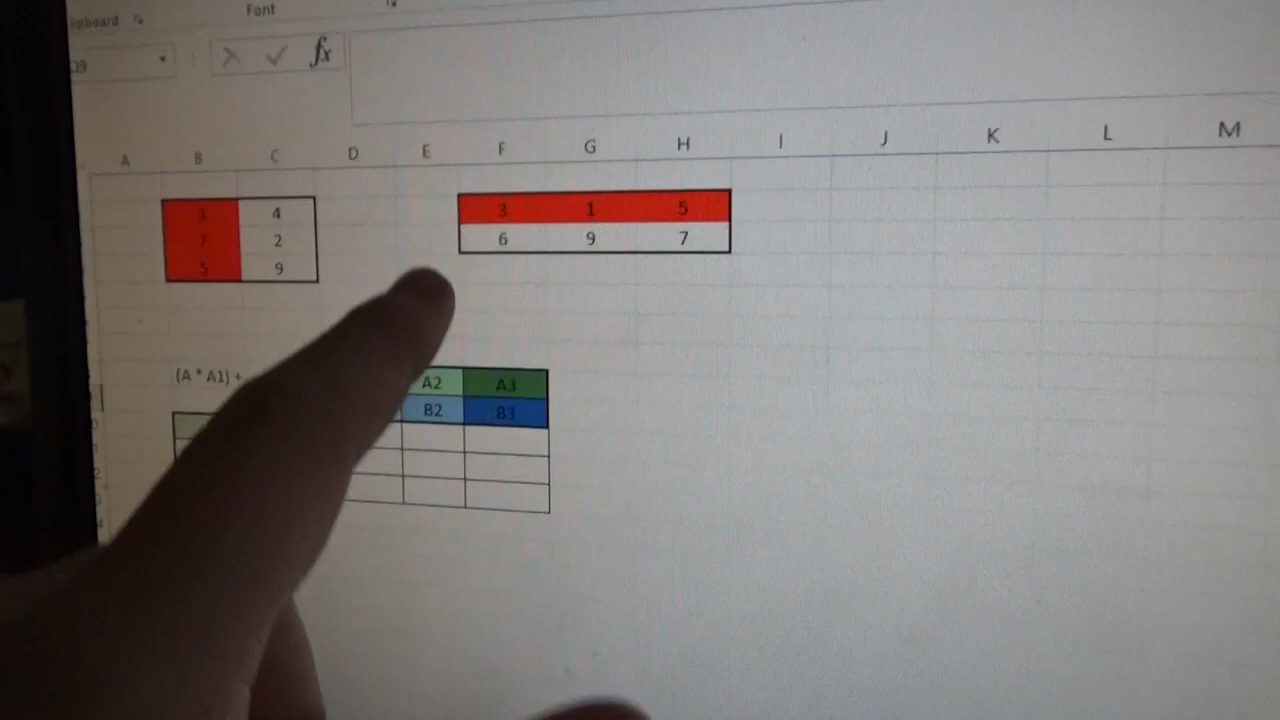 Font
fx
A B C D E F G H I J K L M
3 4 3 1 5
7 2 6 9 7
5 9
(A * A1) + A2 A3
B2 B3